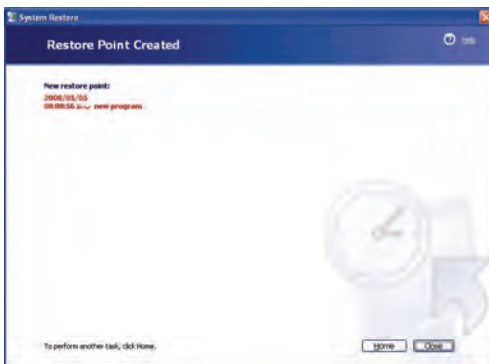 System Restore
Restore Point Created
Help
New restore point:
2008/05/05
new program
To perform another task, click Home.
Home
Close